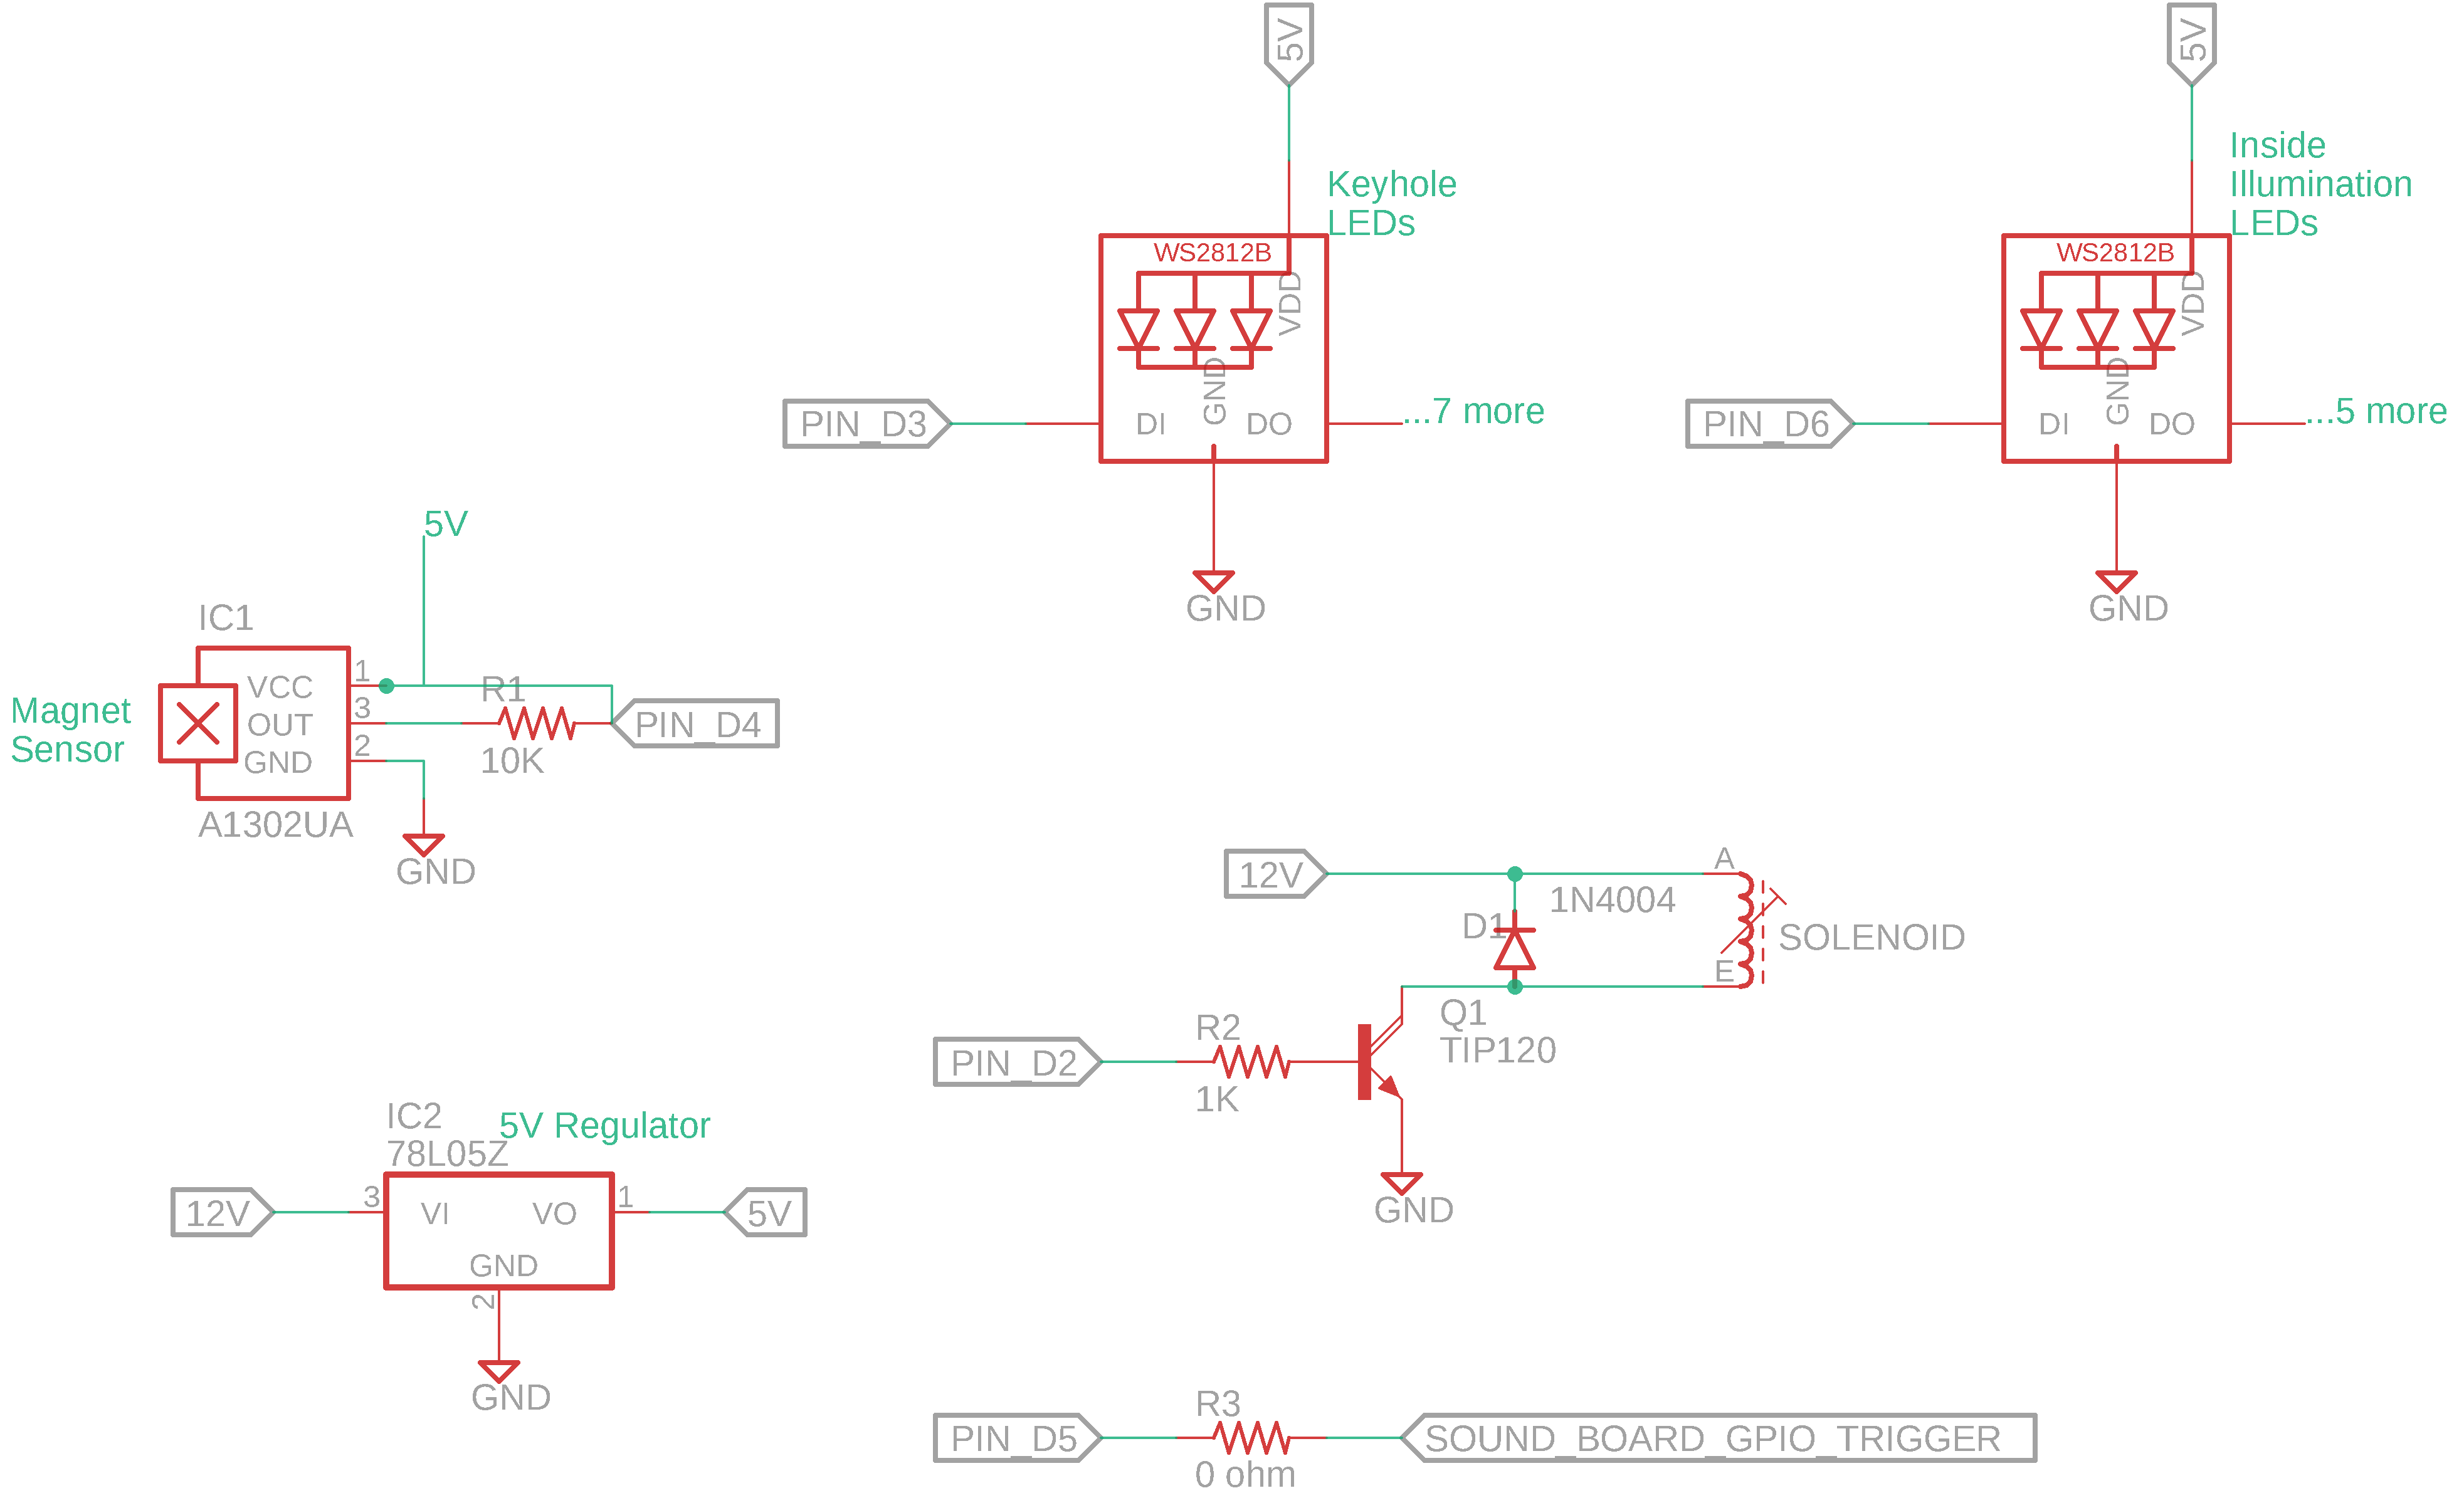 5V
5V
Keyhole
LEDs
WS2812B
VDD
GND
DI
DO
PIN_D3
...7 more
GND
Inside
Illumination
LEDs
WS2812B
VDD
GND
DI
DO
PIN_D6
...5 more
GND
5V
IC1
Magnet
Sensor
VCC
OUT
GND
1
3
2
R1
10K
PIN_D4
A1302UA
GND
12V
A
1N4004
D1
SOLENOID
E
Q1
TIP120
R2
PIN_D2
1K
GND
IC2
5V Regulator
78L05Z
12V
3
VI
VO
1
5V
GND
2
GND
R3
PIN_D5
0 ohm
SOUND_BOARD_GPIO_TRIGGER